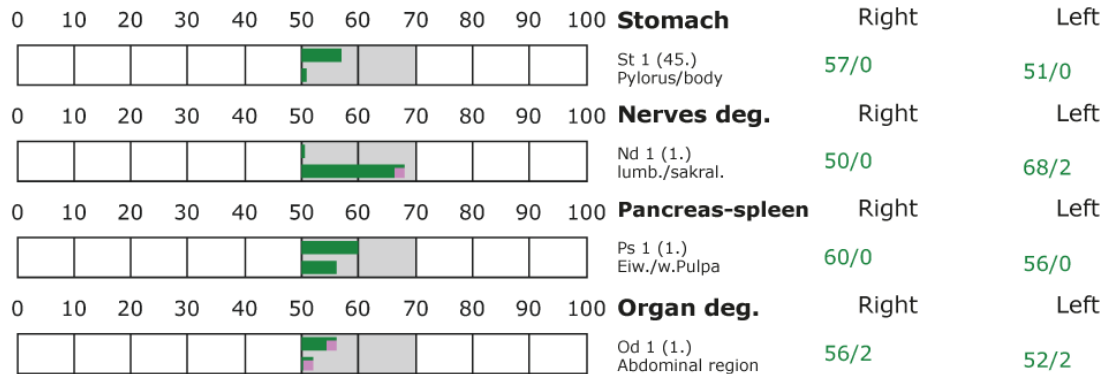 0 10 20 30 40 50 60 70 80 90 100 Stomach Right Left
St 1 (45.) 57/0 51/0
Pylorus/body
0 10 20 30 40 50 60 70 80 90 100 Nerves deg. Right Left
Nd 1 (1.) 50/0 68/2
lumb./sakral.
0 10 20 30 40 50 60 70 80 90 100 Pancreas-spleen Right Left
Ps 1 (1.) 60/0 56/0
Eiw./w.Pulpa
0 10 20 30 40 50 60 70 80 90 100 Organ deg. Right Left
Od 1 (1.) 56/2 52/2
Abdominal region